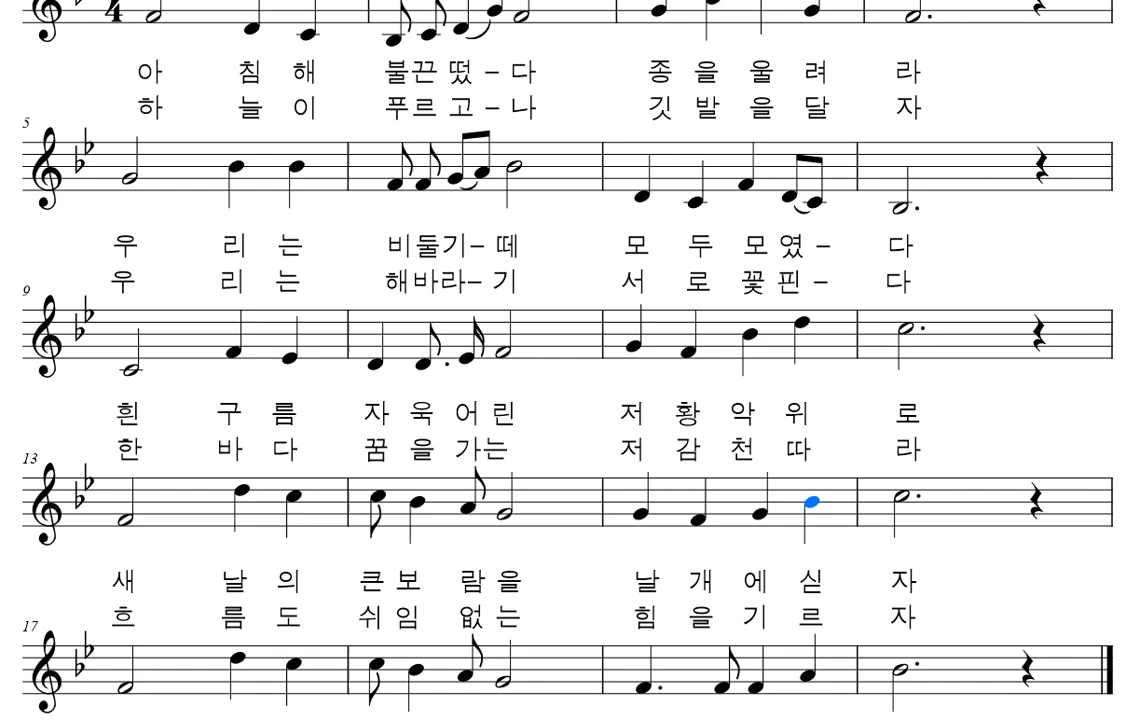 4
아 침 해 불끈 떴 – 다 종 을 울 려 라
하 늘 이 푸르 고 – 나 깃 발 을 달 자
5
우 리 는 비둘기– 떼 모 두 모였 – 다
우 리 는 해바라– 기 서 로 꽃 핀 – 다
9
흰 구 름 자 욱 어 린 저 황 악 위 로
한 바 다 꿈 을 가는 저 감 천 따 라
13
새 날 의 큰 보 람 을 날 개 에 싣 자
흐 름 도 쉬 임 없 는 힘 을 기 르 자
17